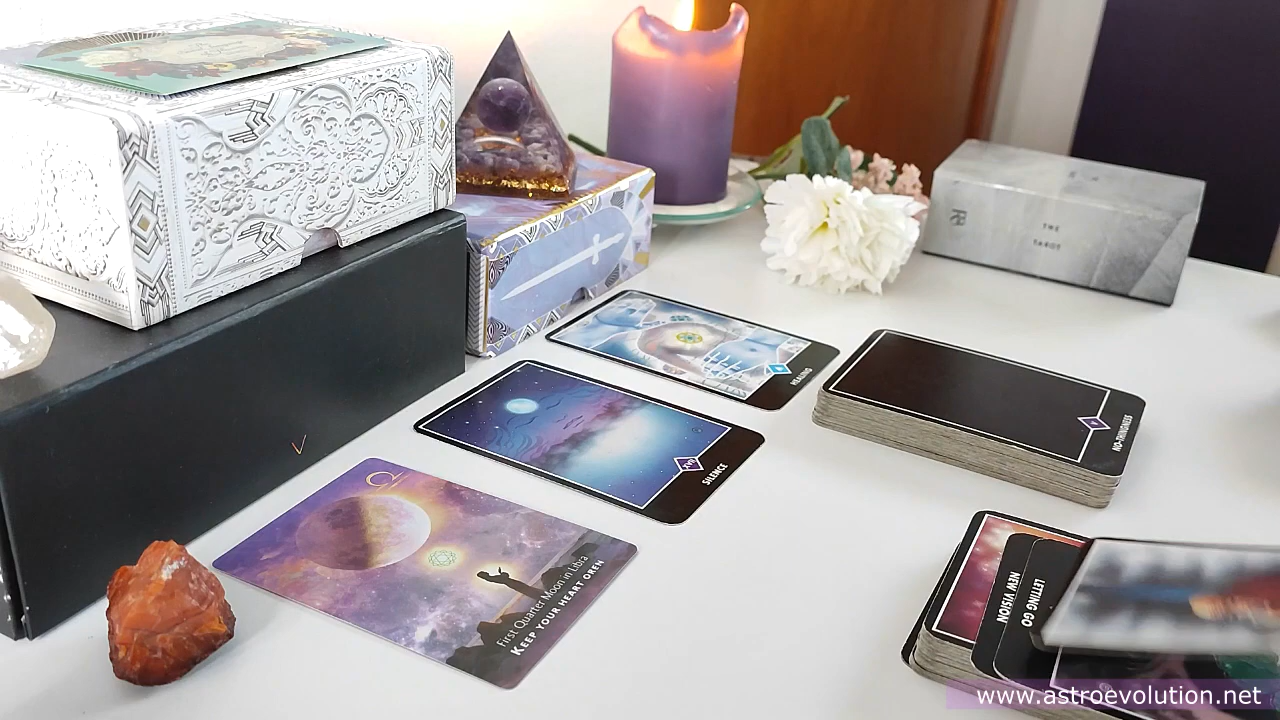 THE
TAROT
HEALING
NO-THINGNESS
XVIII
SILENCE
First Quarter Moon in Libra
KEEP YOUR HEART OPEN
LETTING GO
NEW VISION
www.astroevolution.net